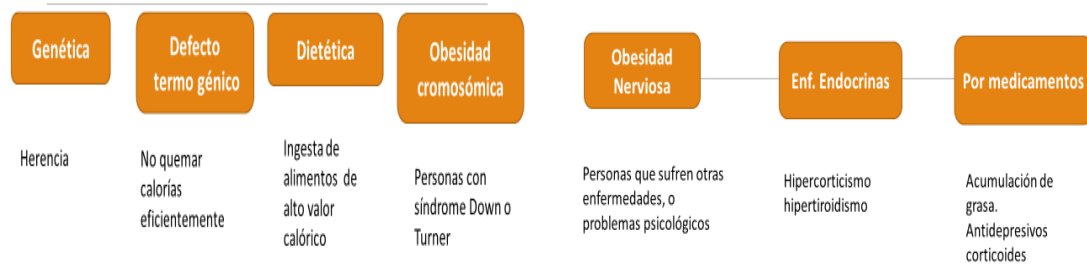 Genética
Herencia
Defecto
termo génico
No quemar
calorías
eficientemente
Dietética
Ingesta de
alimentos de
alto valor
calórico
Obesidad
cromosómica
Personas con
síndrome Down o
Turner
Obesidad
Nerviosa
Personas que sufren otras
enfermedades, o
problemas psicológicos
Enf. Endocrinas
Hipercorticismo
hipertiroidismo
Por medicamentos
Acumulación de
grasa.
Antidepresivos
corticoides